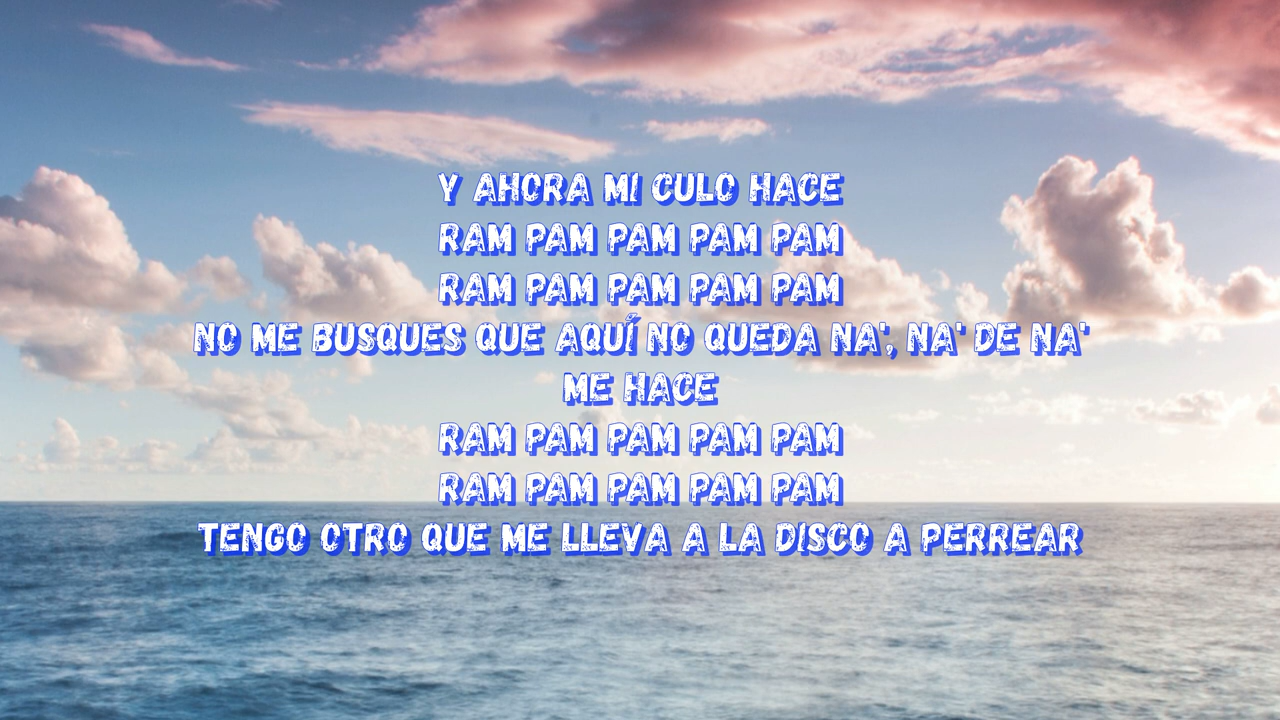 Y AHORA MI CULO HACE
RAM PAM PAM PAM PAM
RAM PAM PAM PAM PAM
NO ME BUSQUES QUE AQUÍ NO QUEDA NA', NA' DE NA'
ME HACE
RAM PAM PAM PAM PAM
RAM PAM PAM PAM PAM
TENGO OTRO QUE ME LLEVA A LA DISCO A PERREAR